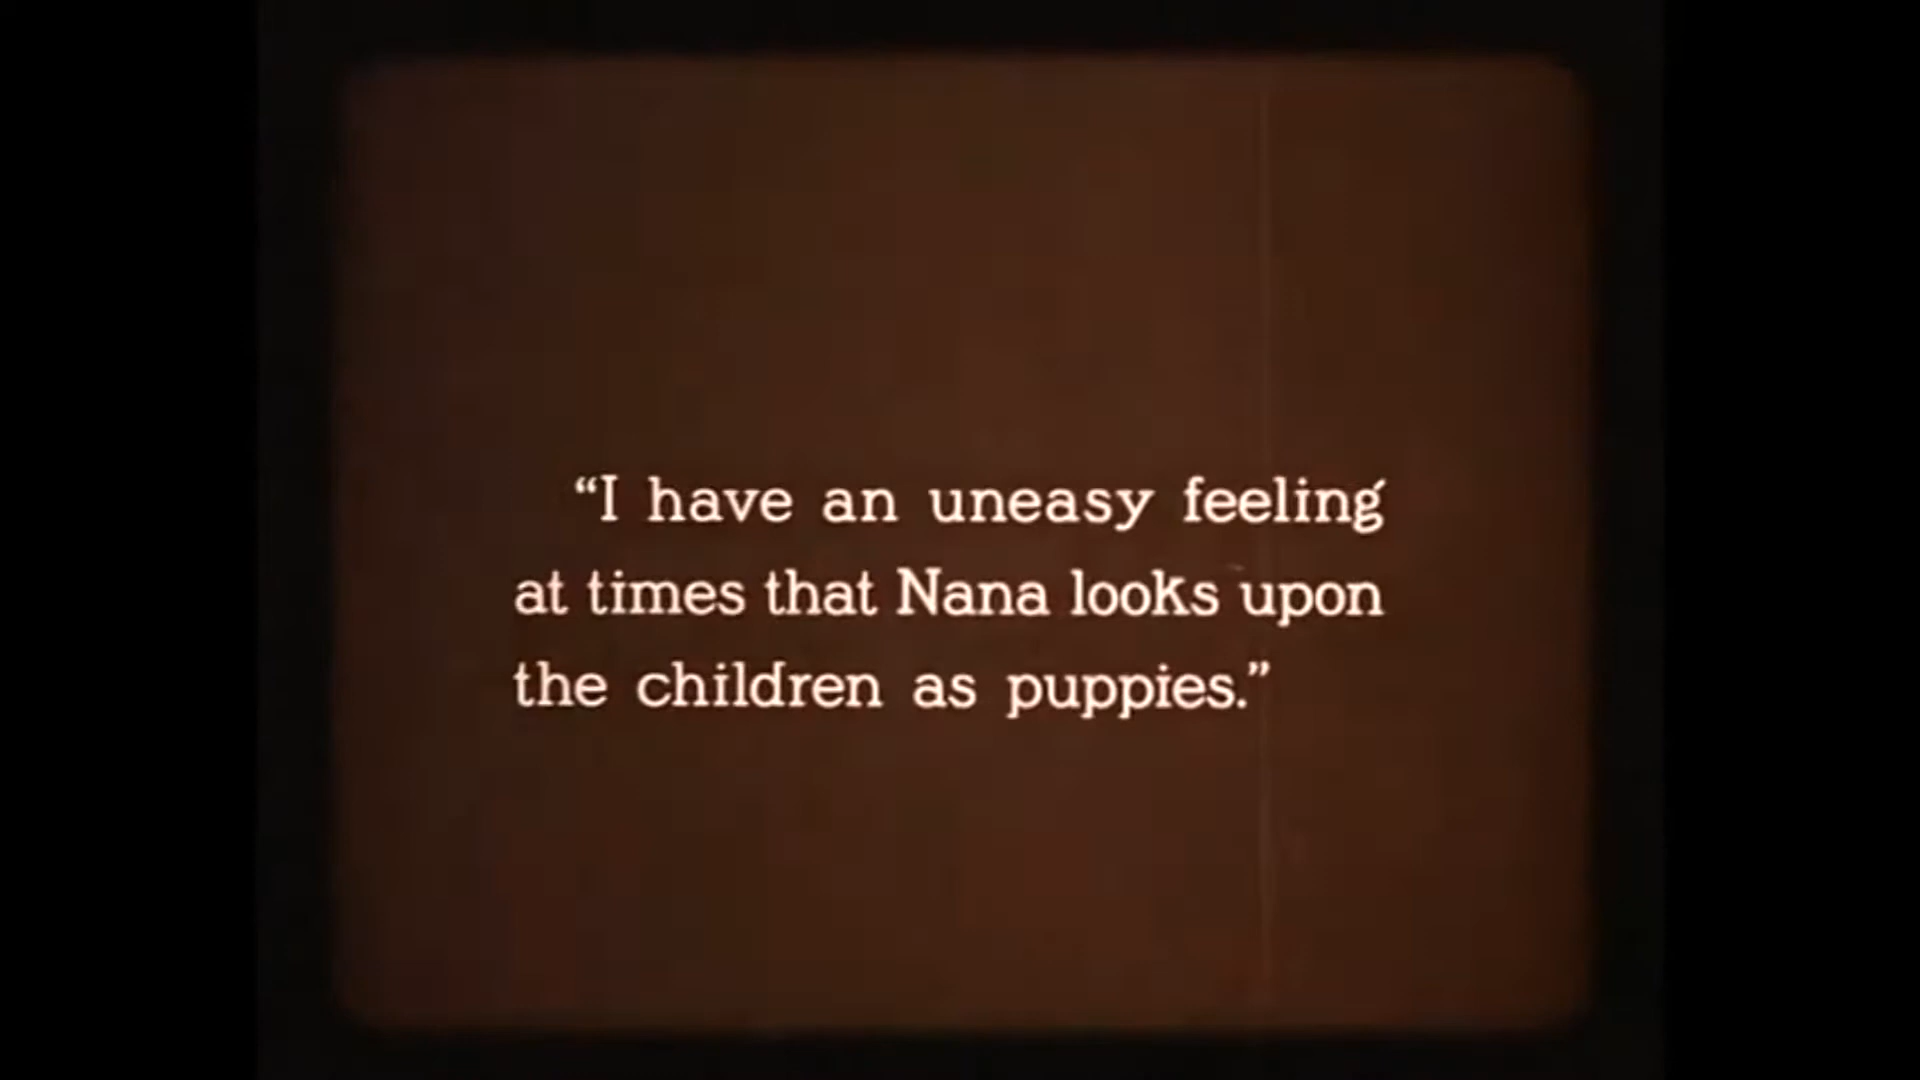 “I have an uneasy feeling
at times that Nana looks upon
the children as puppies.”